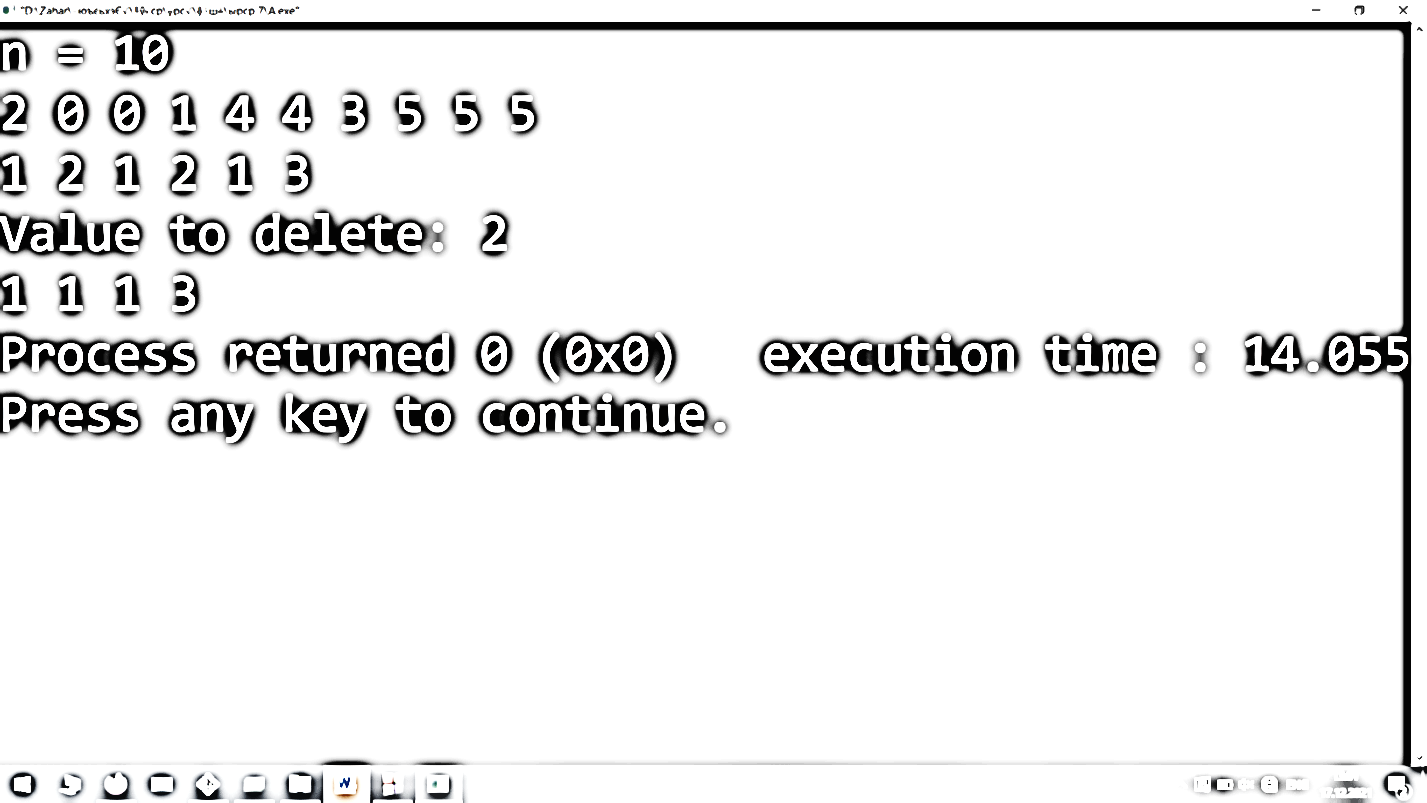 n = 10
2 0 0 1 4 4 3 5 5 5
1 2 1 2 1 3
Value to delete: 2
1 1 1 3
Process returned 0 (0x0)   execution time : 14.055
Press any key to continue.